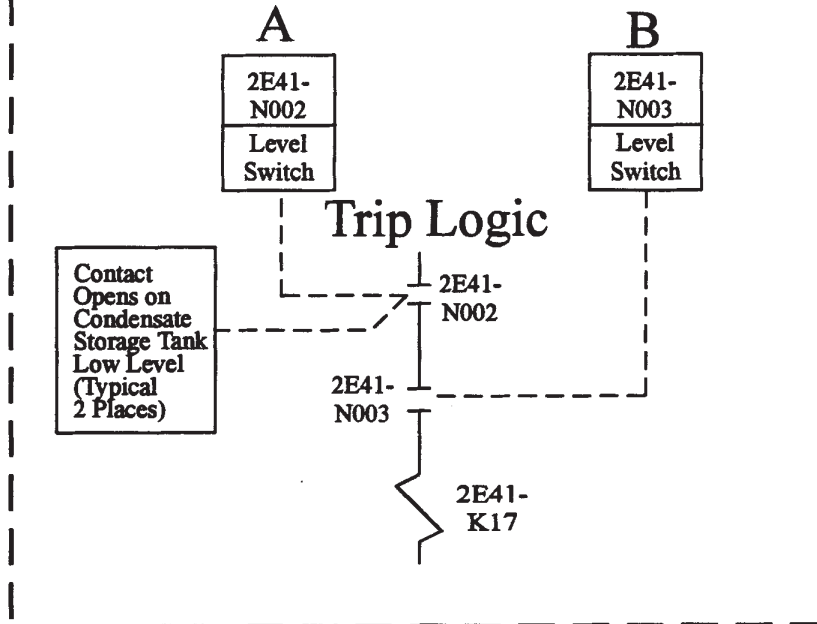 A
B
2E41-
N002
Level
Switch
2E41-
N003
Level
Switch
Trip Logic
Contact
Opens on
Condensate
Storage Tank
Low Level
(Typical
2 Places)
2E41-
N002
2E41-
N003
2E41-
K17